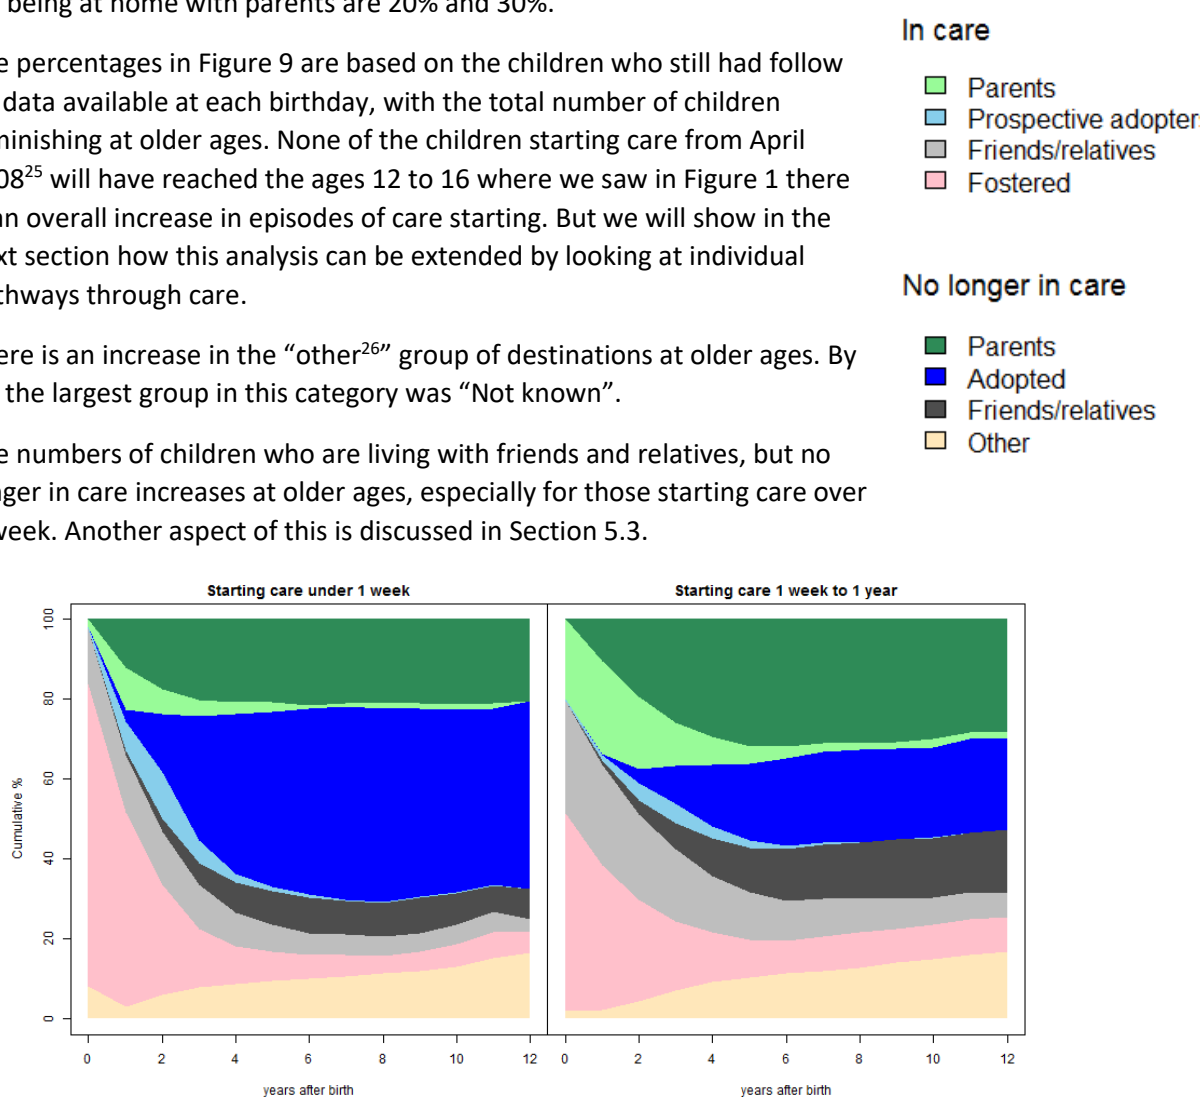 being at home with parents are 20% and 30%.
e percentages in Figure 9 are based on the children who still had follow
data available at each birthday, with the total number of children
minishing at older ages. None of the children starting care from April
08²⁵ will have reached the ages 12 to 16 where we saw in Figure 1 there
an overall increase in episodes of care starting. But we will show in the
xt section how this analysis can be extended by looking at individual
thways through care.
ere is an increase in the “other²⁶” group of destinations at older ages. By
the largest group in this category was “Not known”.
e numbers of children who are living with friends and relatives, but no
nger in care increases at older ages, especially for those starting care over
week. Another aspect of this is discussed in Section 5.3.
In care
Parents
Prospective adopters
Friends/relatives
Fostered
No longer in care
Parents
Adopted
Friends/relatives
Other
Starting care under 1 week
Starting care 1 week to 1 year
Cumulative %
100
80
60
40
20
0
0 2 4 6 8 10 12
0 2 4 6 8 10 12
years after birth
years after birth